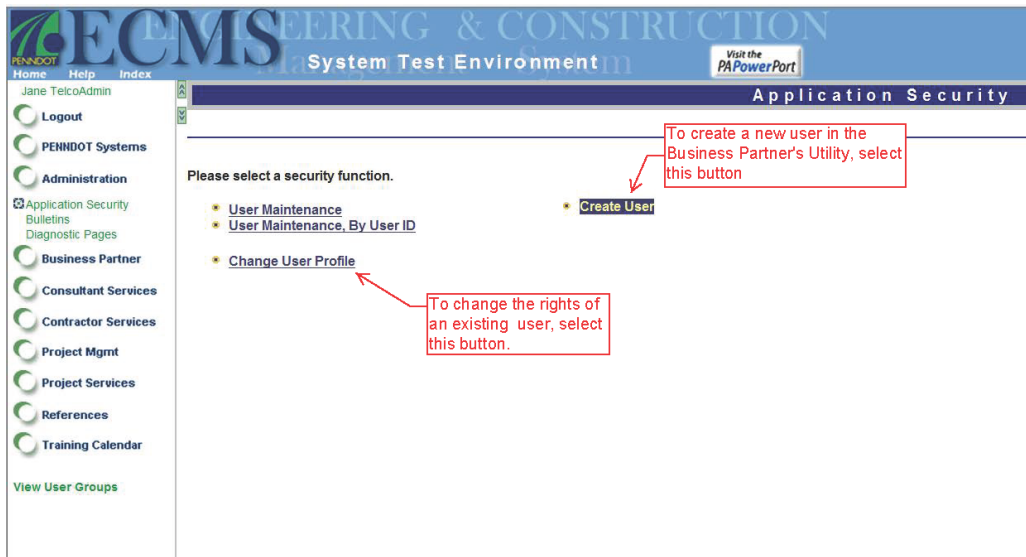 ENGINEERING & CONSTRUCTION
ECMS
Management System
System Test Environment
Visit the
PAPowerPort
PENNDOT
Home Help Index
Jane TelcoAdmin
Application Security
Logout
PENNDOT Systems
Administration
Application Security
Bulletins
Diagnostic Pages
Business Partner
Consultant Services
Contractor Services
Project Mgmt
Project Services
References
Training Calendar
View User Groups
To create a new user in the
Business Partner's Utility, select
this button
Please select a security function.
User Maintenance
Create User
User Maintenance, By User ID
Change User Profile
To change the rights of
an existing user, select
this button.